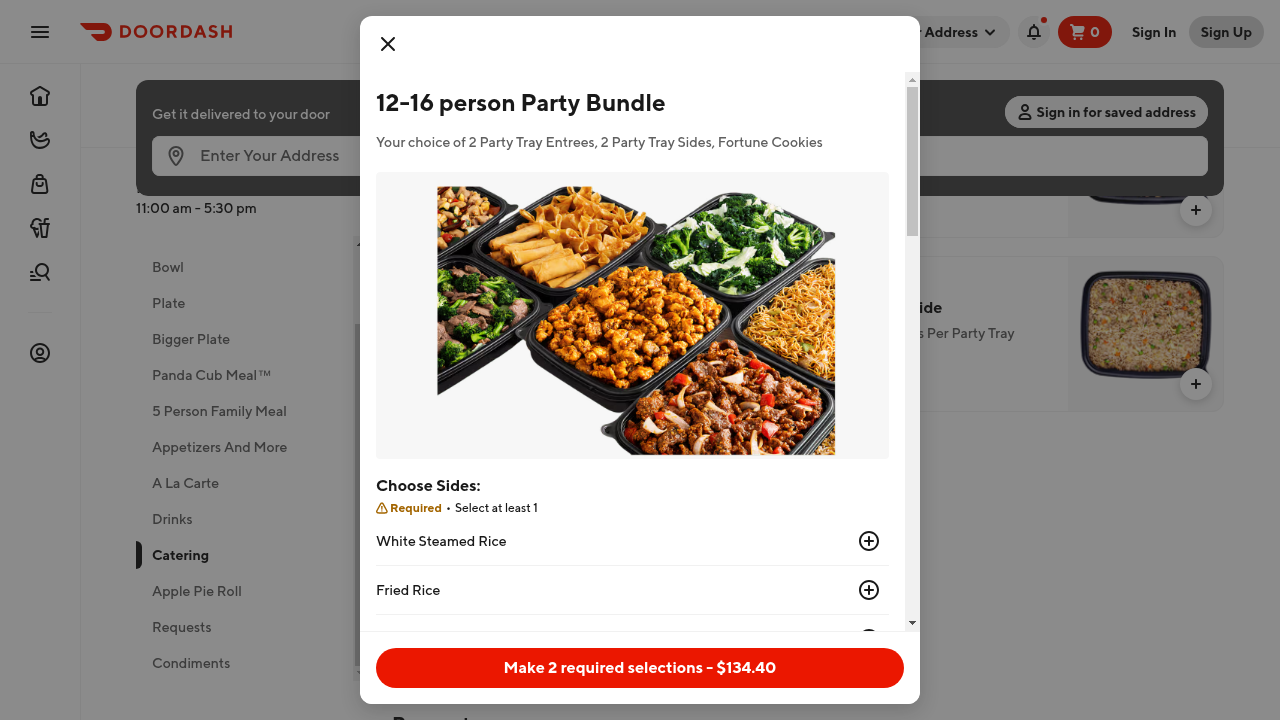 DOORDASH
Address
0
Sign In
Sign Up
Get it delivered to your door
Sign in for saved address
Enter Your Address
11:00 am - 5:30 pm
Bowl
Plate
Bigger Plate
Panda Cub Meal™
5 Person Family Meal
Appetizers And More
A La Carte
Drinks
Catering
Apple Pie Roll
Requests
Condiments
12-16 person Party Bundle
Your choice of 2 Party Tray Entrees, 2 Party Tray Sides, Fortune Cookies
Choose Sides:
Required • Select at least 1
White Steamed Rice
Fried Rice
Make 2 required selections - $134.40
Per Party Tray